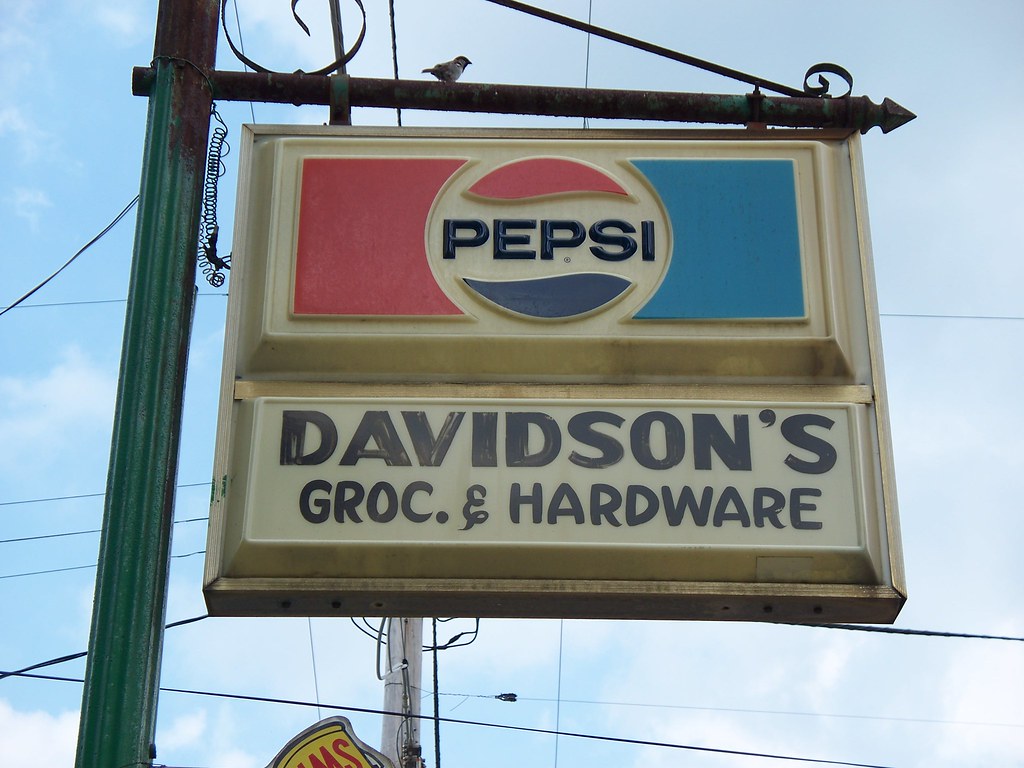 PEPSI
®
DAVIDSON'S
GROC. & HARDWARE